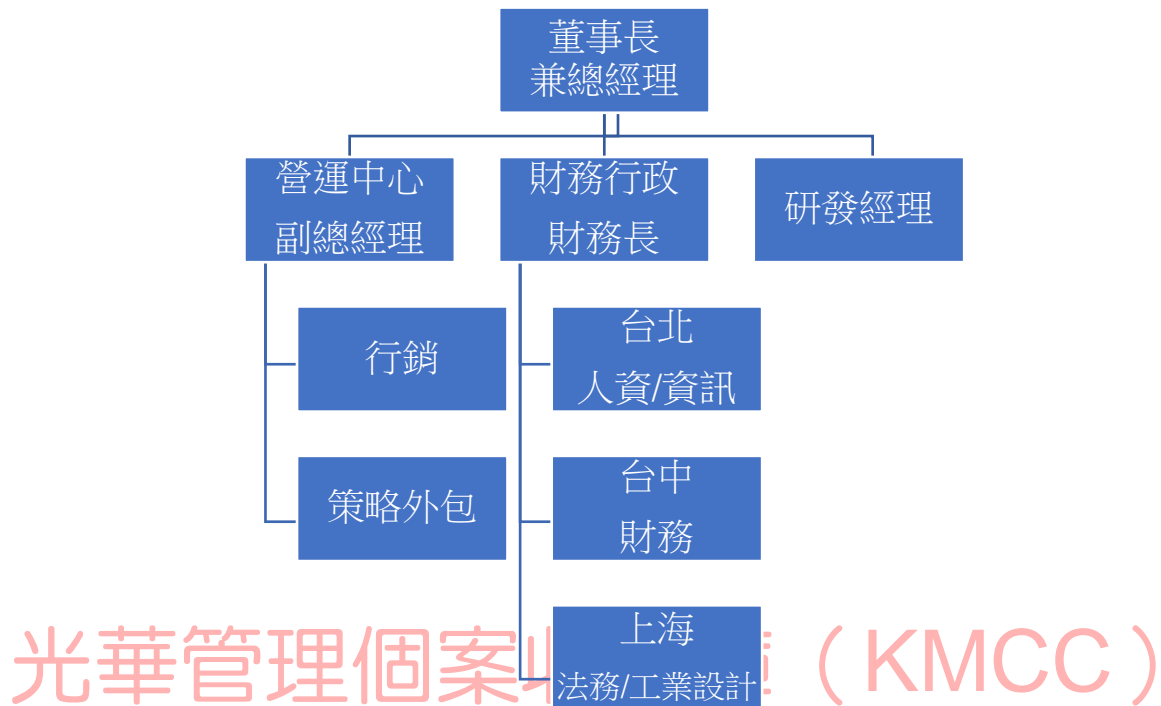 董事長
兼總經理
營運中心
副總經理
財務行政
財務長
研發經理
行銷
台北
人資/資訊
策略外包
台中
財務
上海
法務/工業設計
光華管理個案 （KMCC）